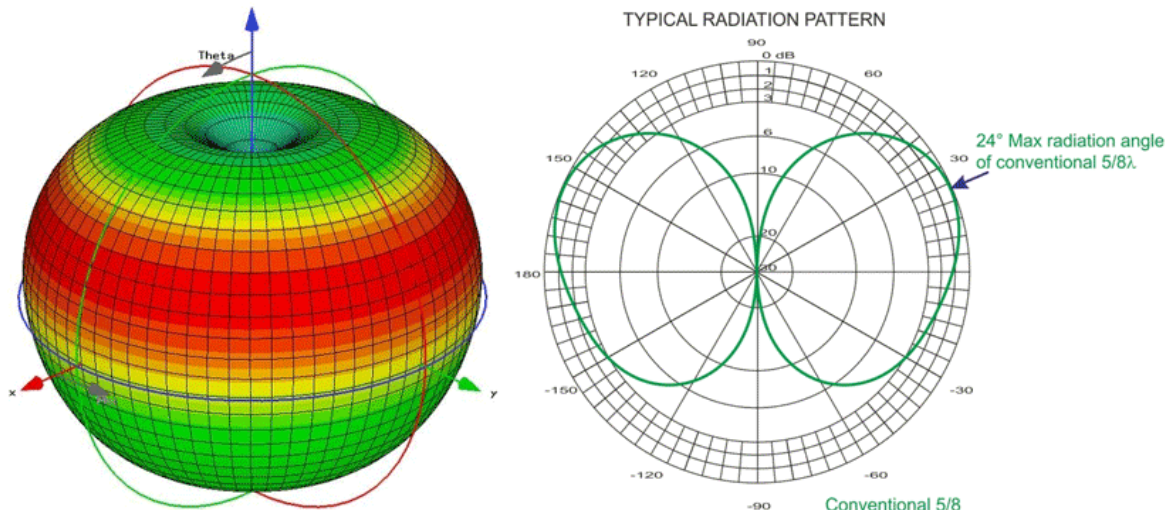 Theta
x
y
TYPICAL RADIATION PATTERN
90
0 dB
1
2
3
120
60
6
150
30
10
24° Max radiation angle
of conventional 5/8λ
20
180
30
-150
-30
-120
-60
-90
Conventional 5/8